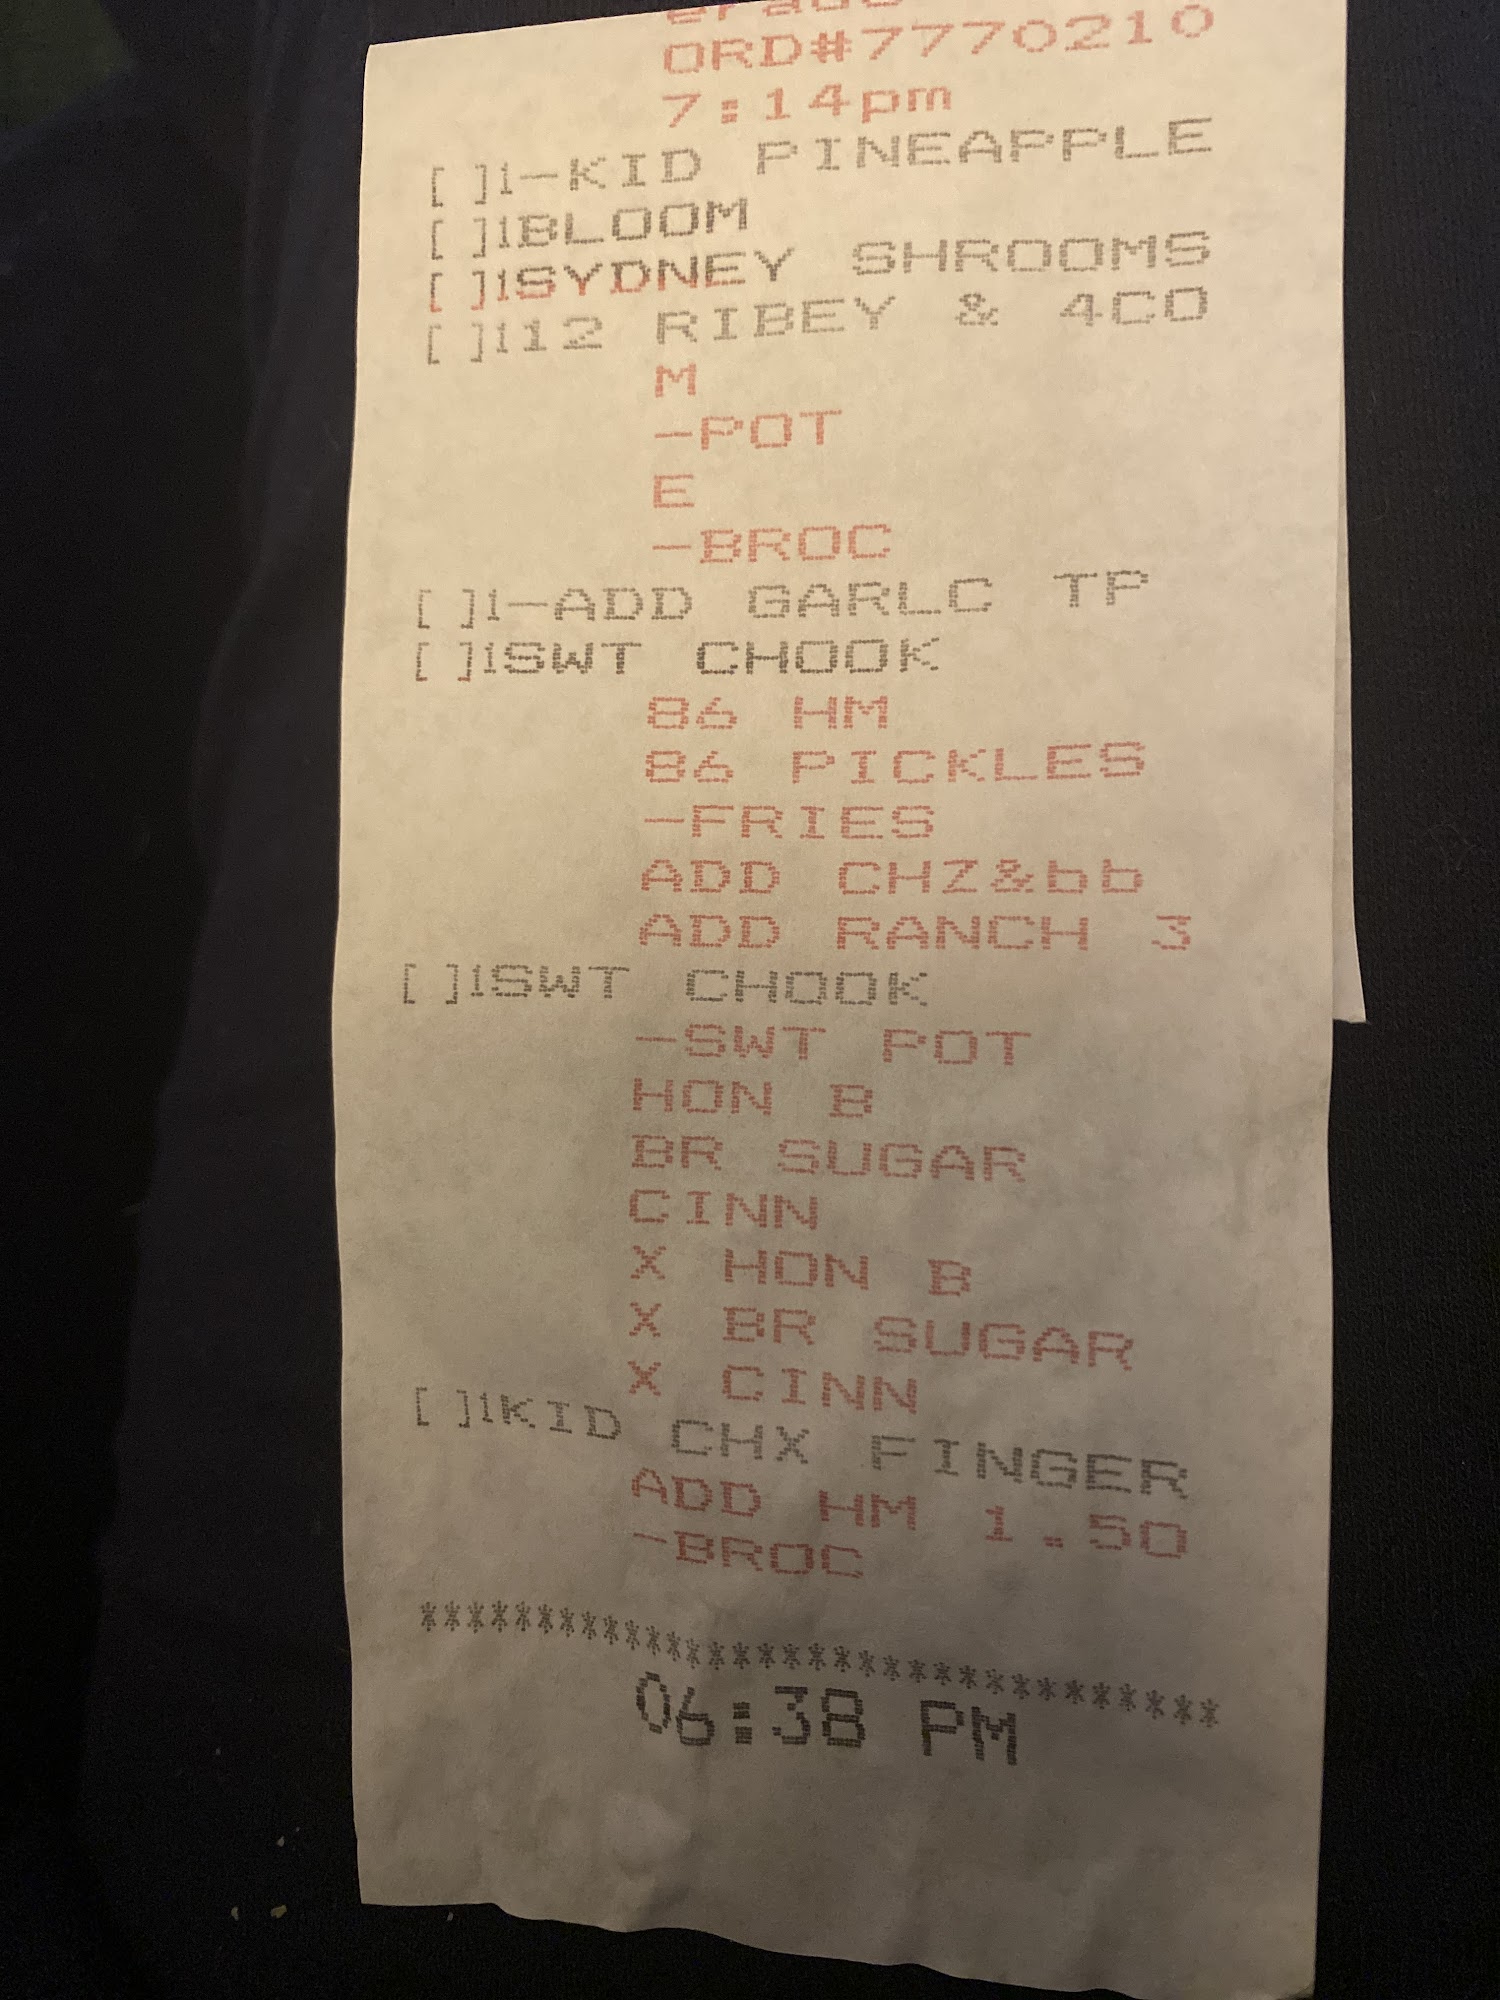 ORD#7770210
7:14pm
[ ]1-KID PINEAPPLE
[ ]1BLOOM
[ ]1SYDNEY SHROOMS
[ ]112 RIBEY & 4CO
M
-POT
E
-BROC
[ ]1-ADD GARLC TP
[ ]1SWT CHOOK
86 HM
86 PICKLES
-FRIES
ADD CHZ&bb
ADD RANCH 3
[ ]1SWT CHOOK
-SWT POT
HON B
BR SUGAR
CINN
X HON B
X BR SUGAR
X CINN
[ ]1KID CHX FINGER
ADD HM 1.50
-BROC
**********************************
06:38 PM